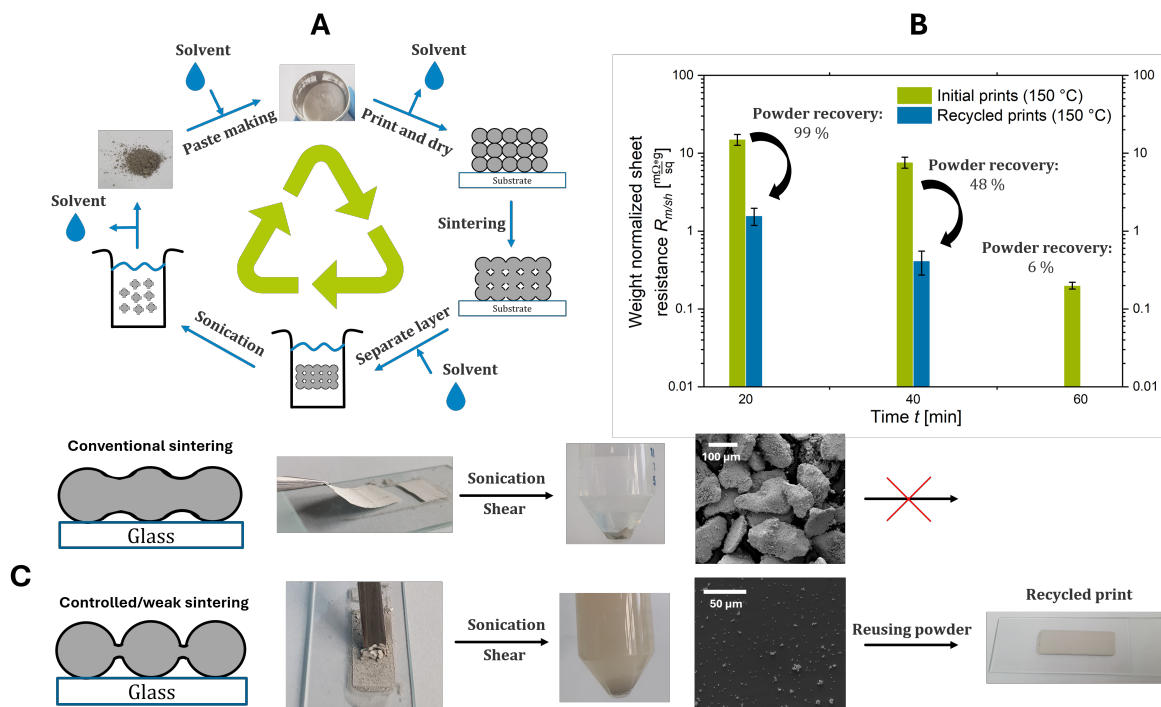 A
Solvent
Solvent
Paste making
Print and dry
Substrate
Solvent
Sintering
Substrate
Sonication
Separate layer
Solvent
B
100
10
1
0.1
0.01
Weight normalized sheet
resistance R_{m/sh} [mΩ*g/sq]
Initial prints (150 °C)
Recycled prints (150 °C)
Powder recovery:
99 %
Powder recovery:
48 %
Powder recovery:
6 %
100
10
1
0.1
0.01
20
40
60
Time t [min]
C
Conventional sintering
Glass
Sonication
Shear
100 µm
Controlled/weak sintering
Glass
Sonication
Shear
50 µm
Reusing powder
Recycled print